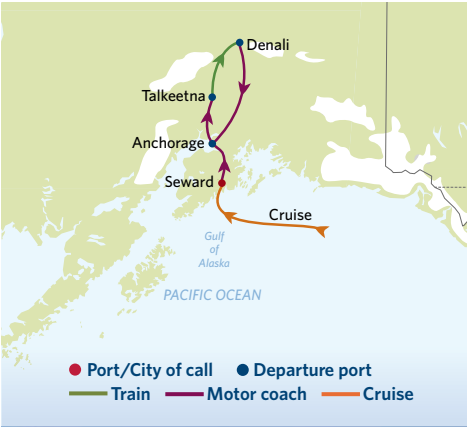 Denali
Talkeetna
Anchorage
Seward
Cruise
Gulf
of
Alaska
PACIFIC OCEAN
Port/City of call Departure port
Train Motor coach Cruise